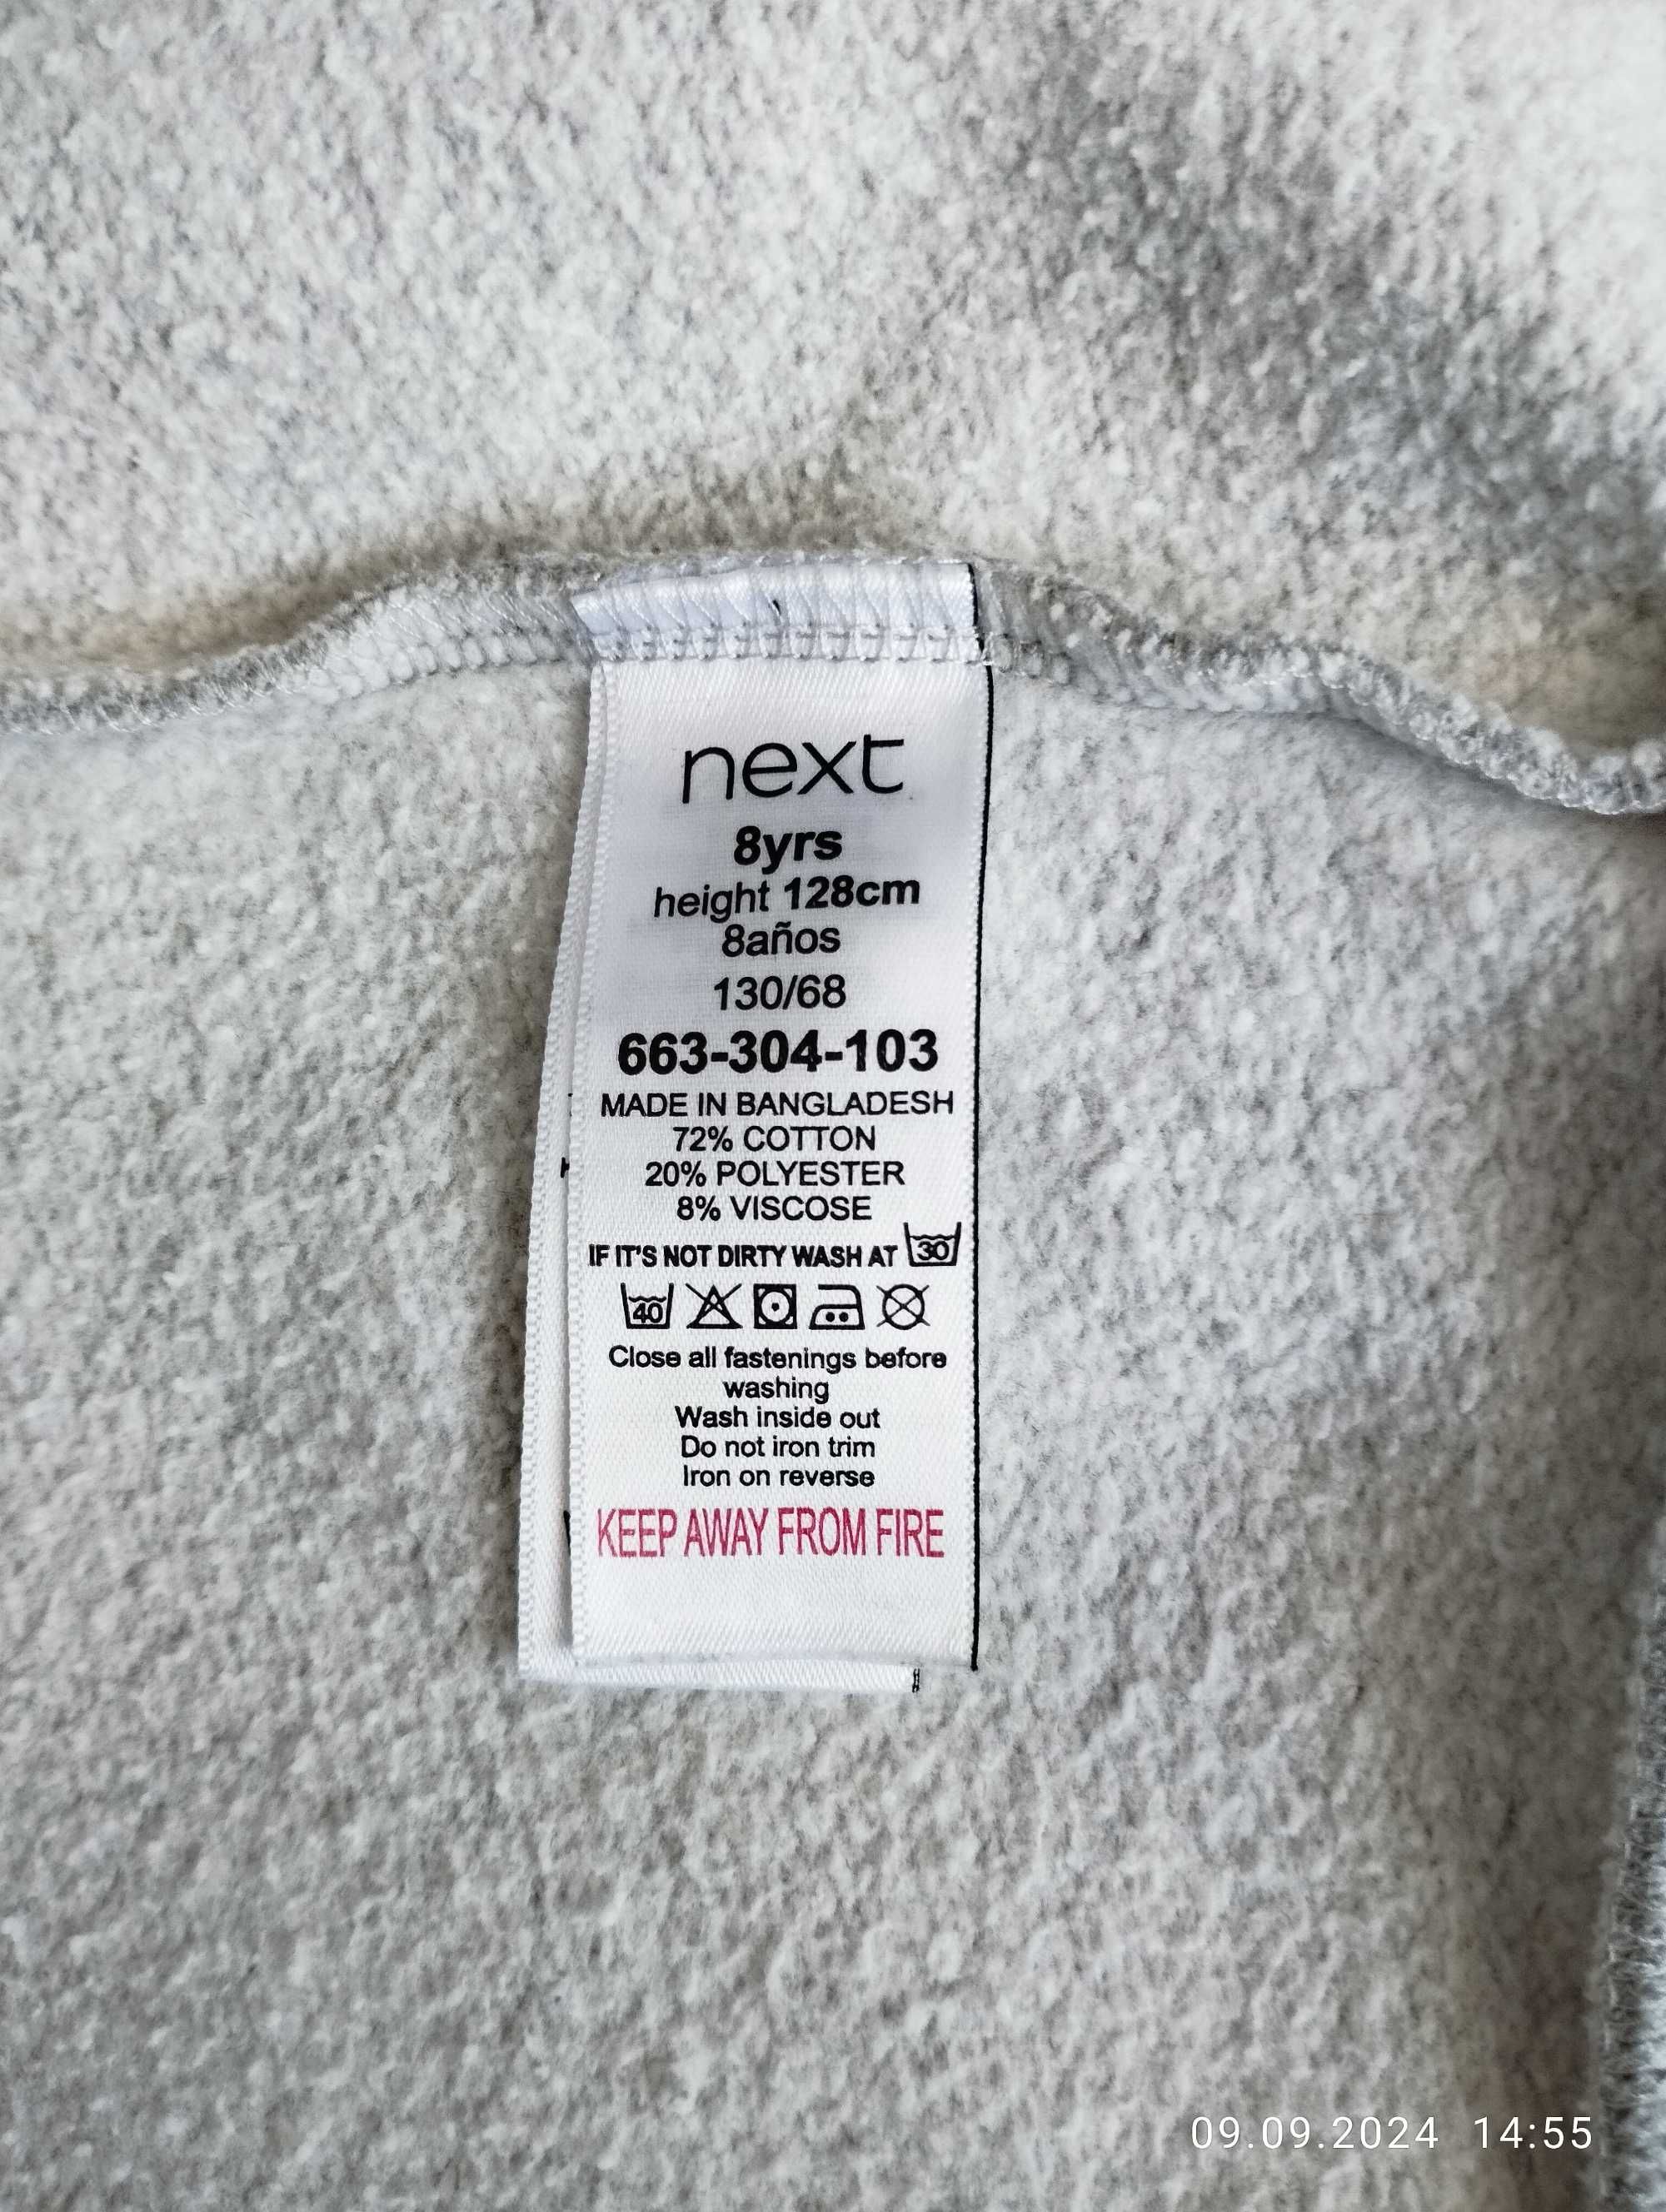 next
8yrs
height 128cm
8años
130/68
663-304-103
MADE IN BANGLADESH
72% COTTON
20% POLYESTER
8% VISCOSE
IF IT'S NOT DIRTY WASH AT 30
40
Close all fastenings before
washing
Wash inside out
Do not iron trim
Iron on reverse
KEEP AWAY FROM FIRE
09.09.2024 14:55